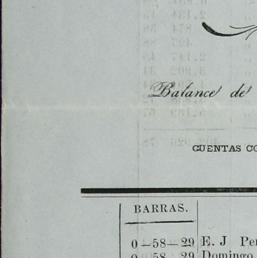 Balance de
CUENTAS CO
BARRAS.
0–58–29 E. J Per
0 58 29 Domingo